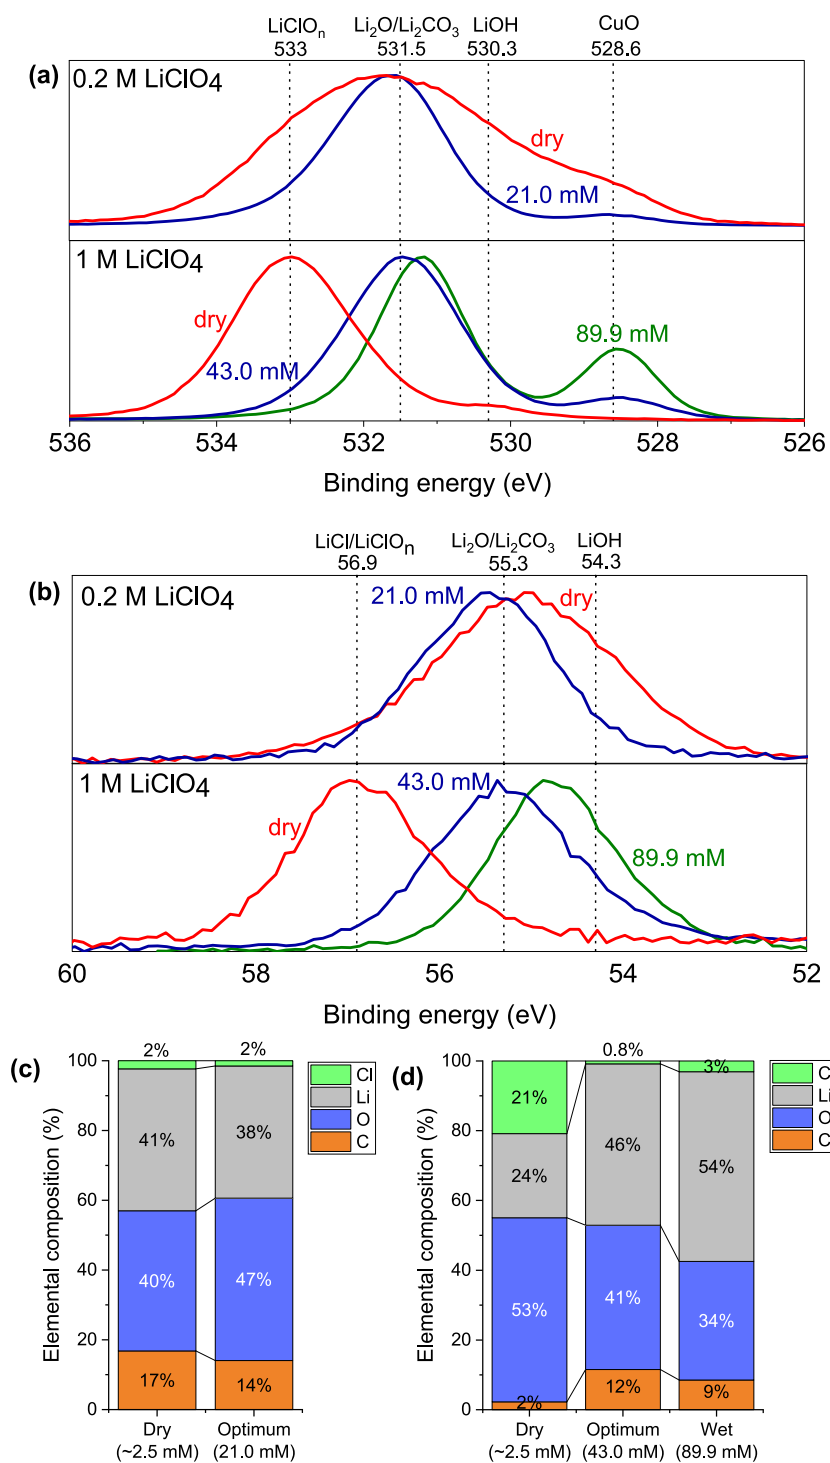 LiClOn Li2O/Li2CO3 LiOH CuO
533 531.5 530.3 528.6
(a)
0.2 M LiClO4
dry
21.0 mM
1 M LiClO4
dry
89.9 mM
43.0 mM
536 534 532 530 528 526
Binding energy (eV)
LiCl/LiClOn Li2O/Li2CO3 LiOH
56.9 55.3 54.3
(b)
0.2 M LiClO4
21.0 mM
dry
1 M LiClO4
43.0 mM
dry
89.9 mM
60 58 56 54 52
Binding energy (eV)
(c)
Elemental composition (%)
100
80
60
40
20
0
2% 2%
41% 38%
40% 47%
17% 14%
Cl
Li
O
C
Dry Optimum
(~2.5 mM) (21.0 mM)
(d)
Elemental composition (%)
100
80
60
40
20
0
0.8%
21% 3%
24% 46% 54%
53% 41% 34%
2% 12% 9%
C
Li
O
C
Dry Optimum Wet
(~2.5 mM) (43.0 mM) (89.9 mM)